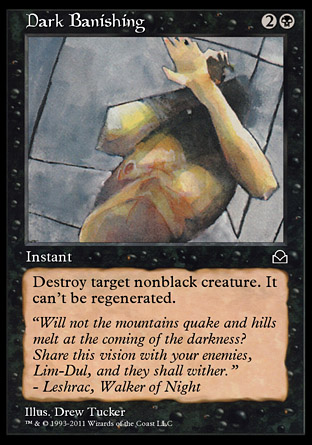 Dark Banishing 2
Instant
Destroy target nonblack creature. It
can't be regenerated.
"Will not the mountains quake and hills
melt at the coming of the darkness?
Share this vision with your enemies,
Lim-Dul, and they shall wither."
- Leshrac, Walker of Night
Illus. Drew Tucker
™ & © 1993-2011 Wizards of the Coast LLC